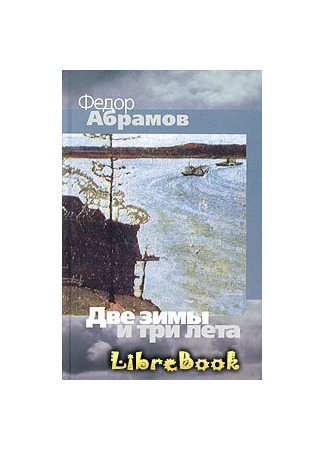 Федор
Абрамов
Две зимы
и три лета
LibreBook